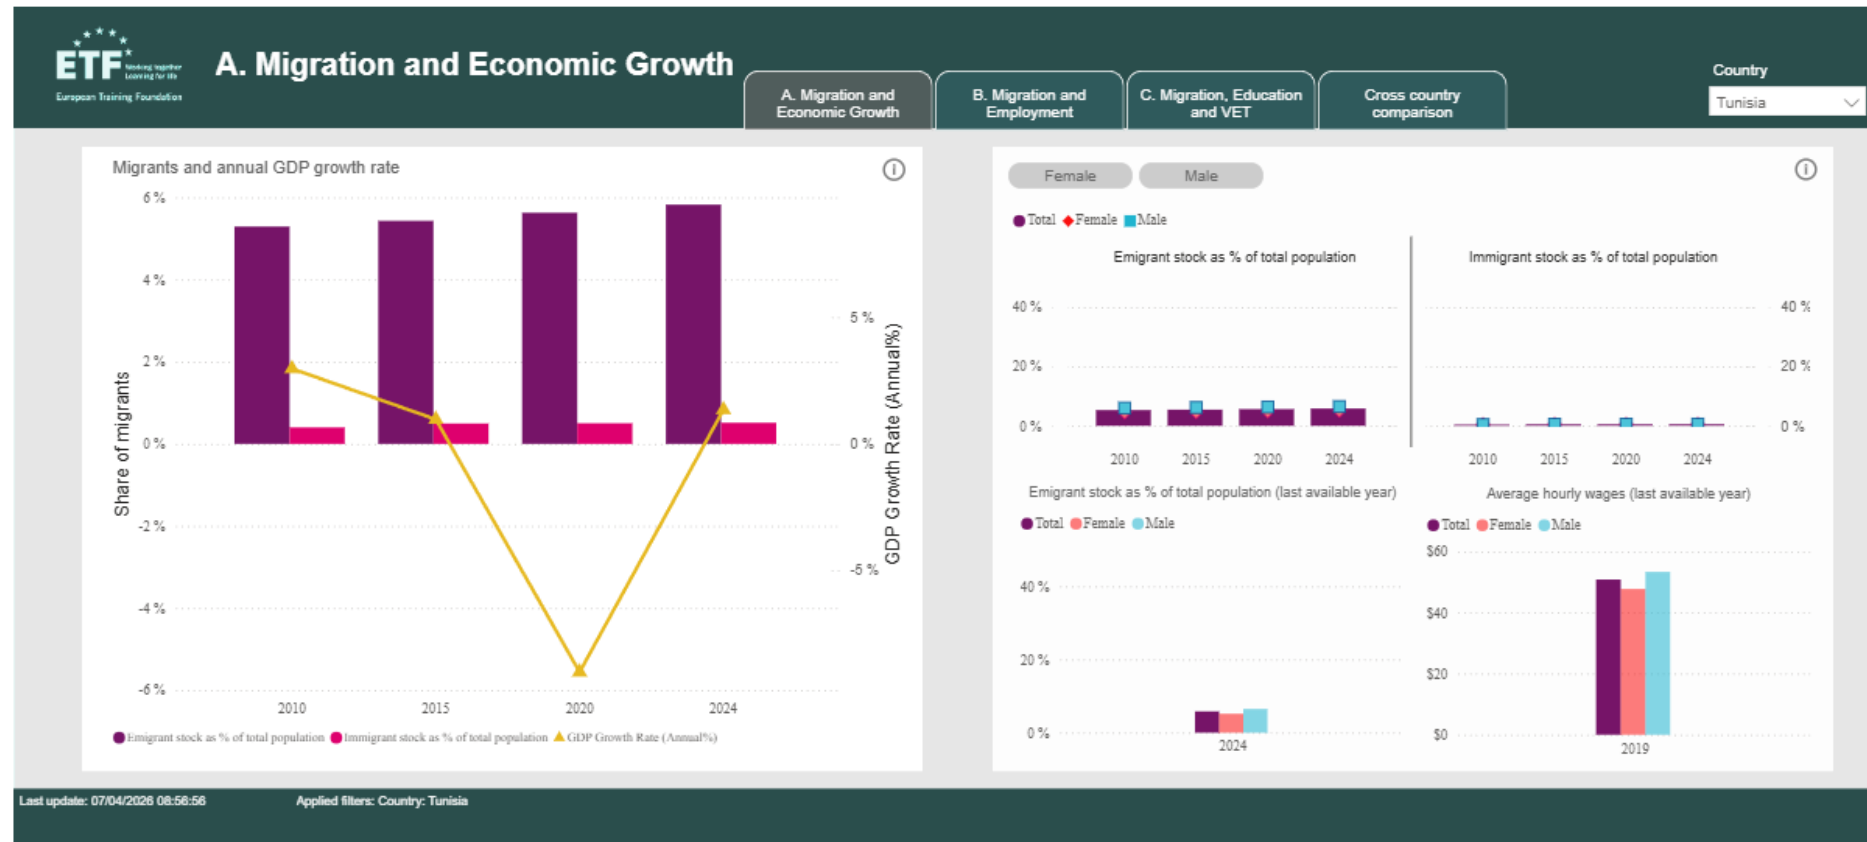 ETF
Working together
Learning for life
European Training Foundation
A. Migration and Economic Growth
A. Migration and
Economic Growth
B. Migration and
Employment
C. Migration, Education
and VET
Cross country
comparison
Country
Tunisia
Migrants and annual GDP growth rate
6 %
4 %
2 %
0 %
-2 %
-4 %
-6 %
Share of migrants
5 %
0 %
-5 %
GDP Growth Rate (Annual%)
2010 2015 2020 2024
Emigrant stock as % of total population Immigrant stock as % of total population GDP Growth Rate (Annual%)
Female Male
Total Female Male
Emigrant stock as % of total population
40 %
20 %
0 %
2010 2015 2020 2024
Immigrant stock as % of total population
40 %
20 %
0 %
2010 2015 2020 2024
Emigrant stock as % of total population (last available year)
Total Female Male
40 %
20 %
0 %
2024
Average hourly wages (last available year)
Total Female Male
$60
$40
$20
$0
2019
Last update: 07/04/2026 08:56:56
Applied filters: Country: Tunisia